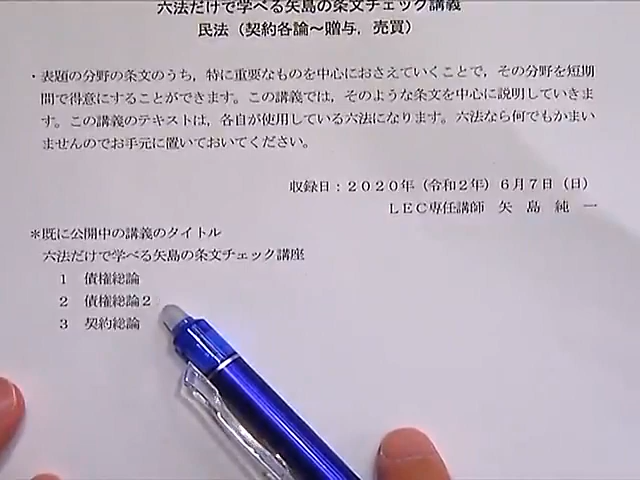 六法だけで学べる矢島の条文チェック講義
民法（契約各論～贈与，売買）
・表題の分野の条文のうち，特に重要なものを中心におさえていくことで，その分野を短期
間で得意にすることができます。この講義では，そのような条文を中心に説明していきま
す。この講義のテキストは，各自が使用している六法になります。六法なら何でもかまい
ませんのでお手元に置いておいてください。
収録日：２０２０年（令和２年）６月７日（日）
ＬＥＣ専任講師　矢　島　純　一
＊既に公開中の講義のタイトル
六法だけで学べる矢島の条文チェック講座
１　債権総論
２　債権総論２
３　契約総論